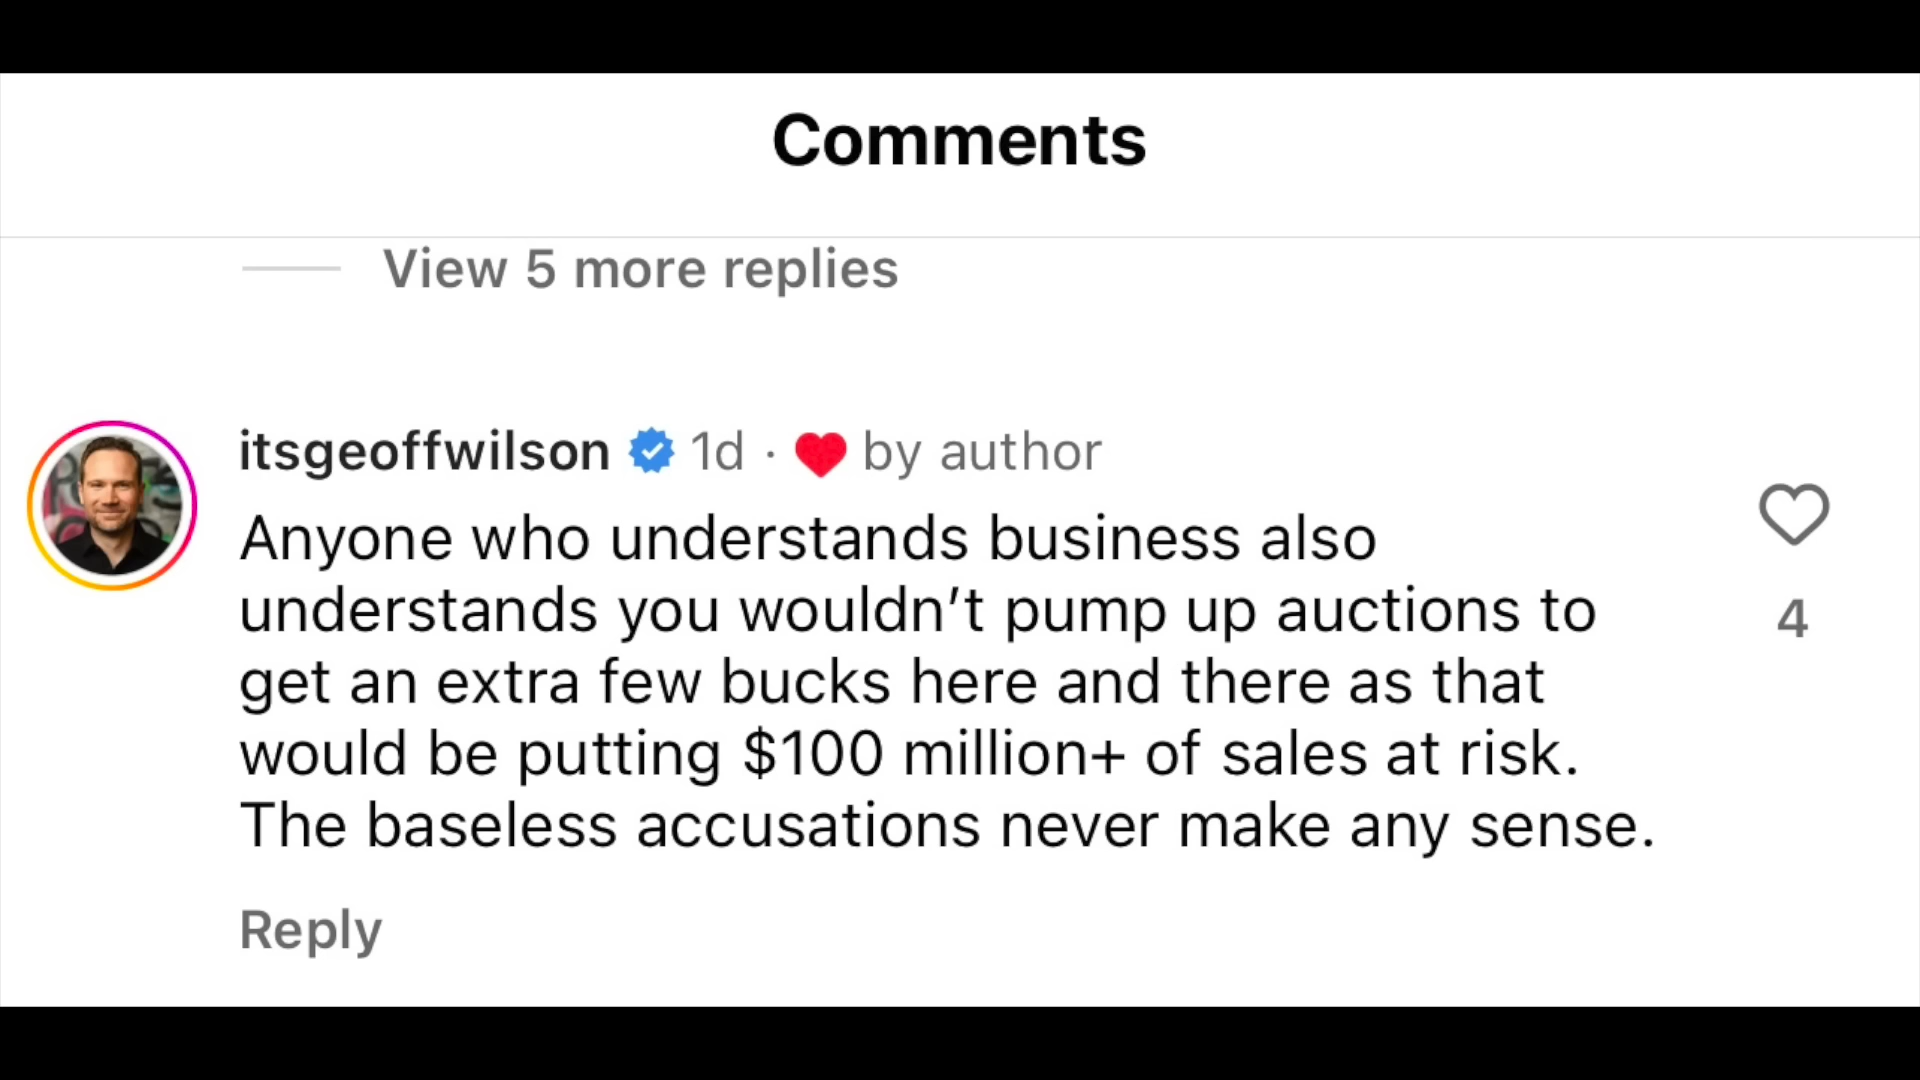 Comments
View 5 more replies
itsgeoffwilson 1d · ❤️ by author
Anyone who understands business also
understands you wouldn’t pump up auctions to
get an extra few bucks here and there as that
would be putting $100 million+ of sales at risk.
The baseless accusations never make any sense.
4
Reply